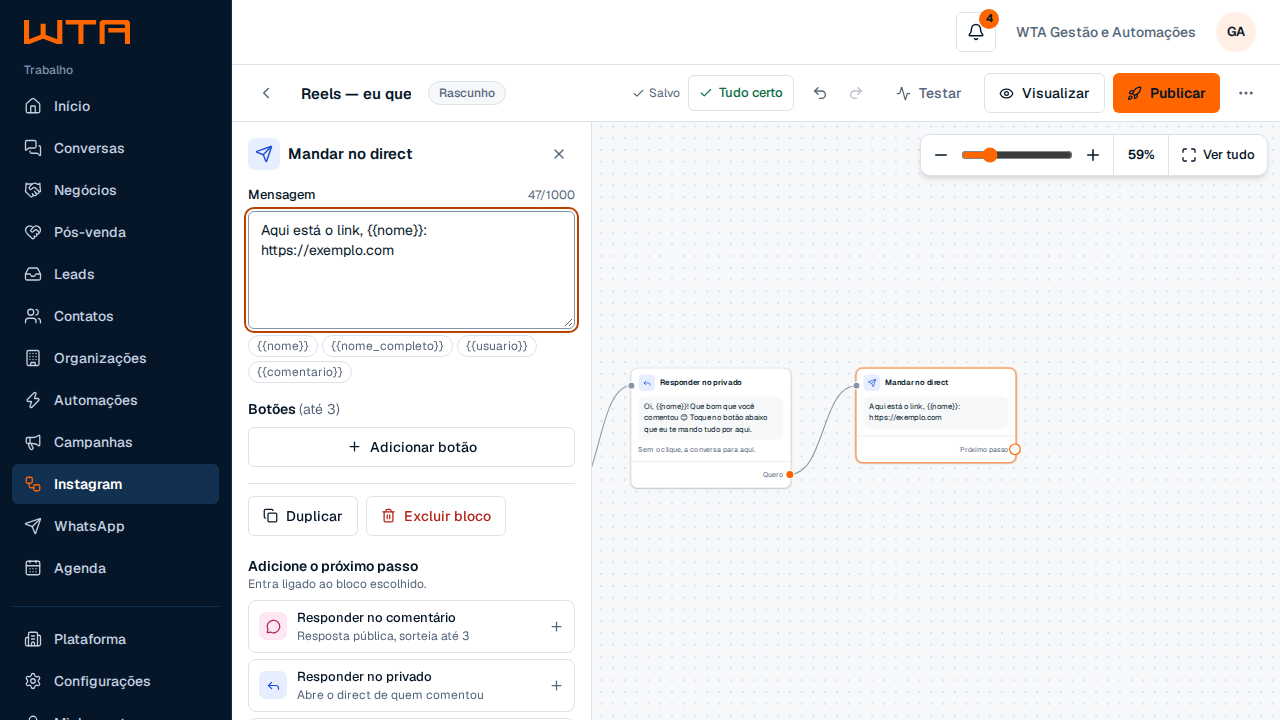 WTA
Trabalho
Início
Conversas
Negócios
Pós-venda
Leads
Contatos
Organizações
Automações
Campanhas
Instagram
WhatsApp
Agenda
Plataforma
Configurações
4
WTA Gestão e Automações
GA
Reels — eu que
Rascunho
Salvo
Tudo certo
Testar
Visualizar
Publicar
Mandar no direct
Mensagem
47/1000
Aqui está o link, {{nome}}:
https://exemplo.com
{{nome}}
{{nome_completo}}
{{usuario}}
{{comentario}}
Botões (até 3)
Adicionar botão
Duplicar
Excluir bloco
Adicione o próximo passo
Entra ligado ao bloco escolhido.
Responder no comentário
Resposta pública, sorteia até 3
Responder no privado
Abre o direct de quem comentou
59%
Ver tudo
Responder no privado
Oi, {{nome}}! Que bom que você
comentou 😊 Toque no botão abaixo
que eu te mando tudo por aqui.
Sem o clique, a conversa para aqui.
Quero
Mandar no direct
Aqui está o link, {{nome}}:
https://exemplo.com
Próximo passo